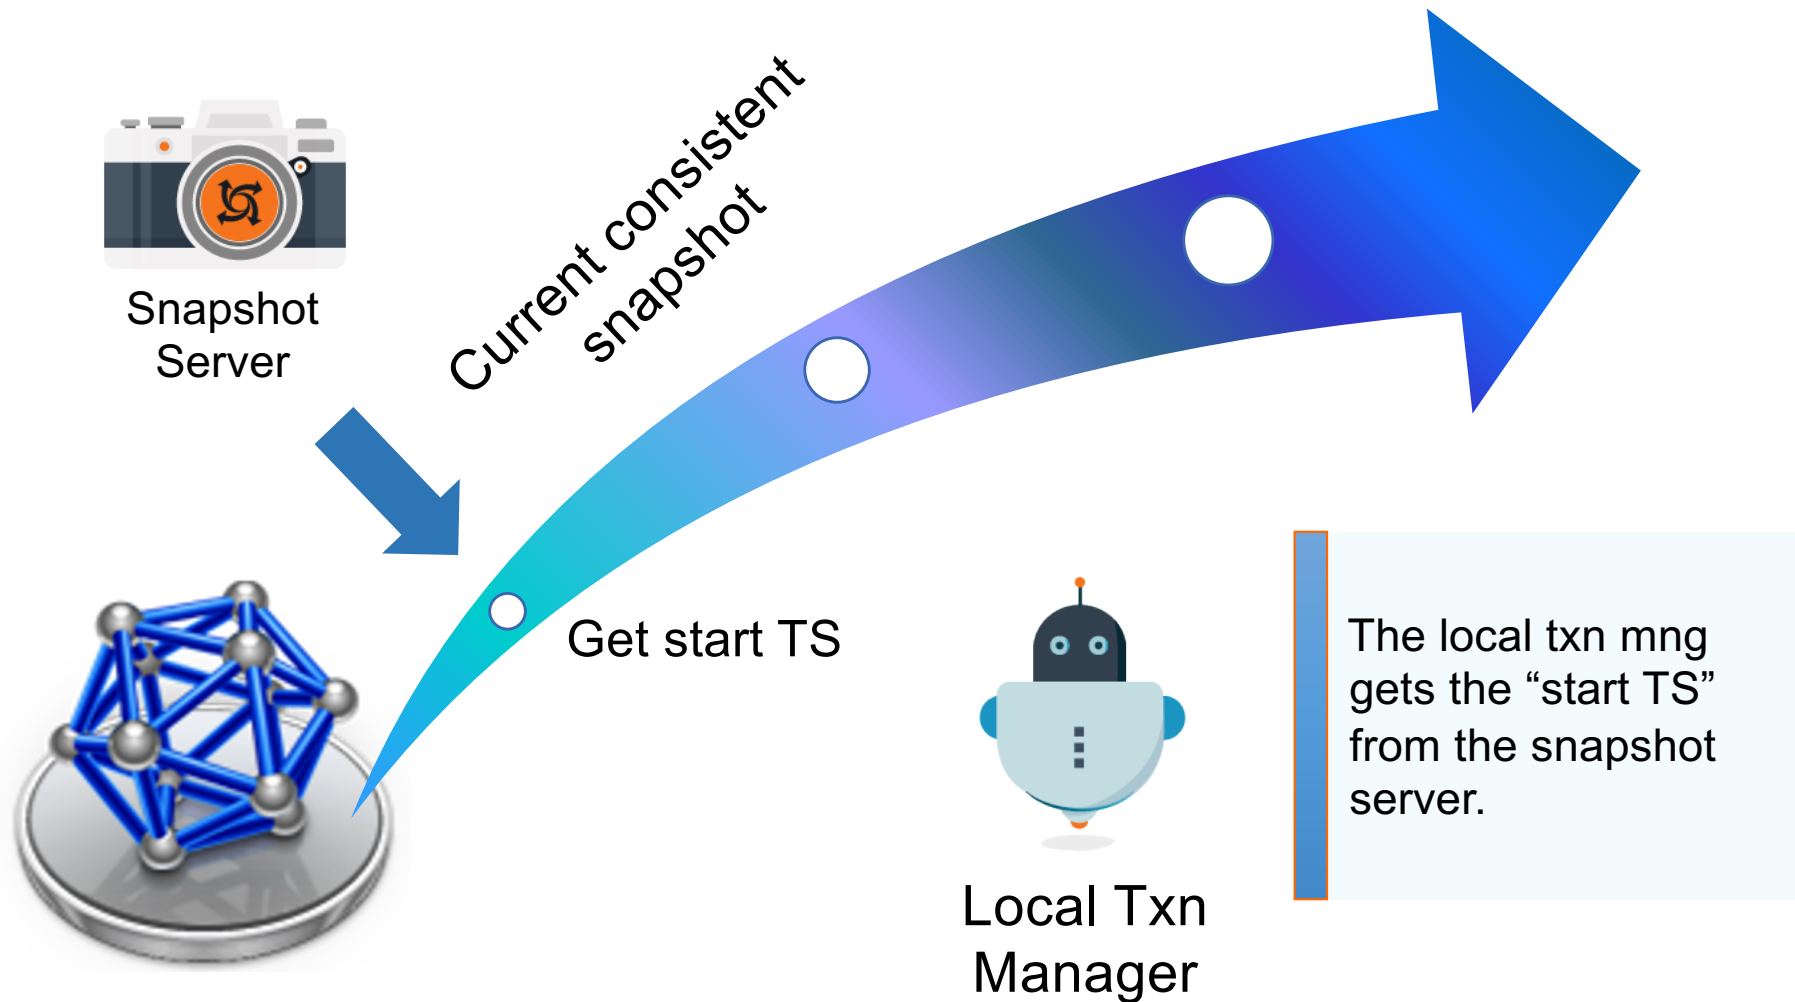 Snapshot
Server
Current consistent
snapshot
Get start TS
Local Txn
Manager
The local txn mng
gets the “start TS”
from the snapshot
server.